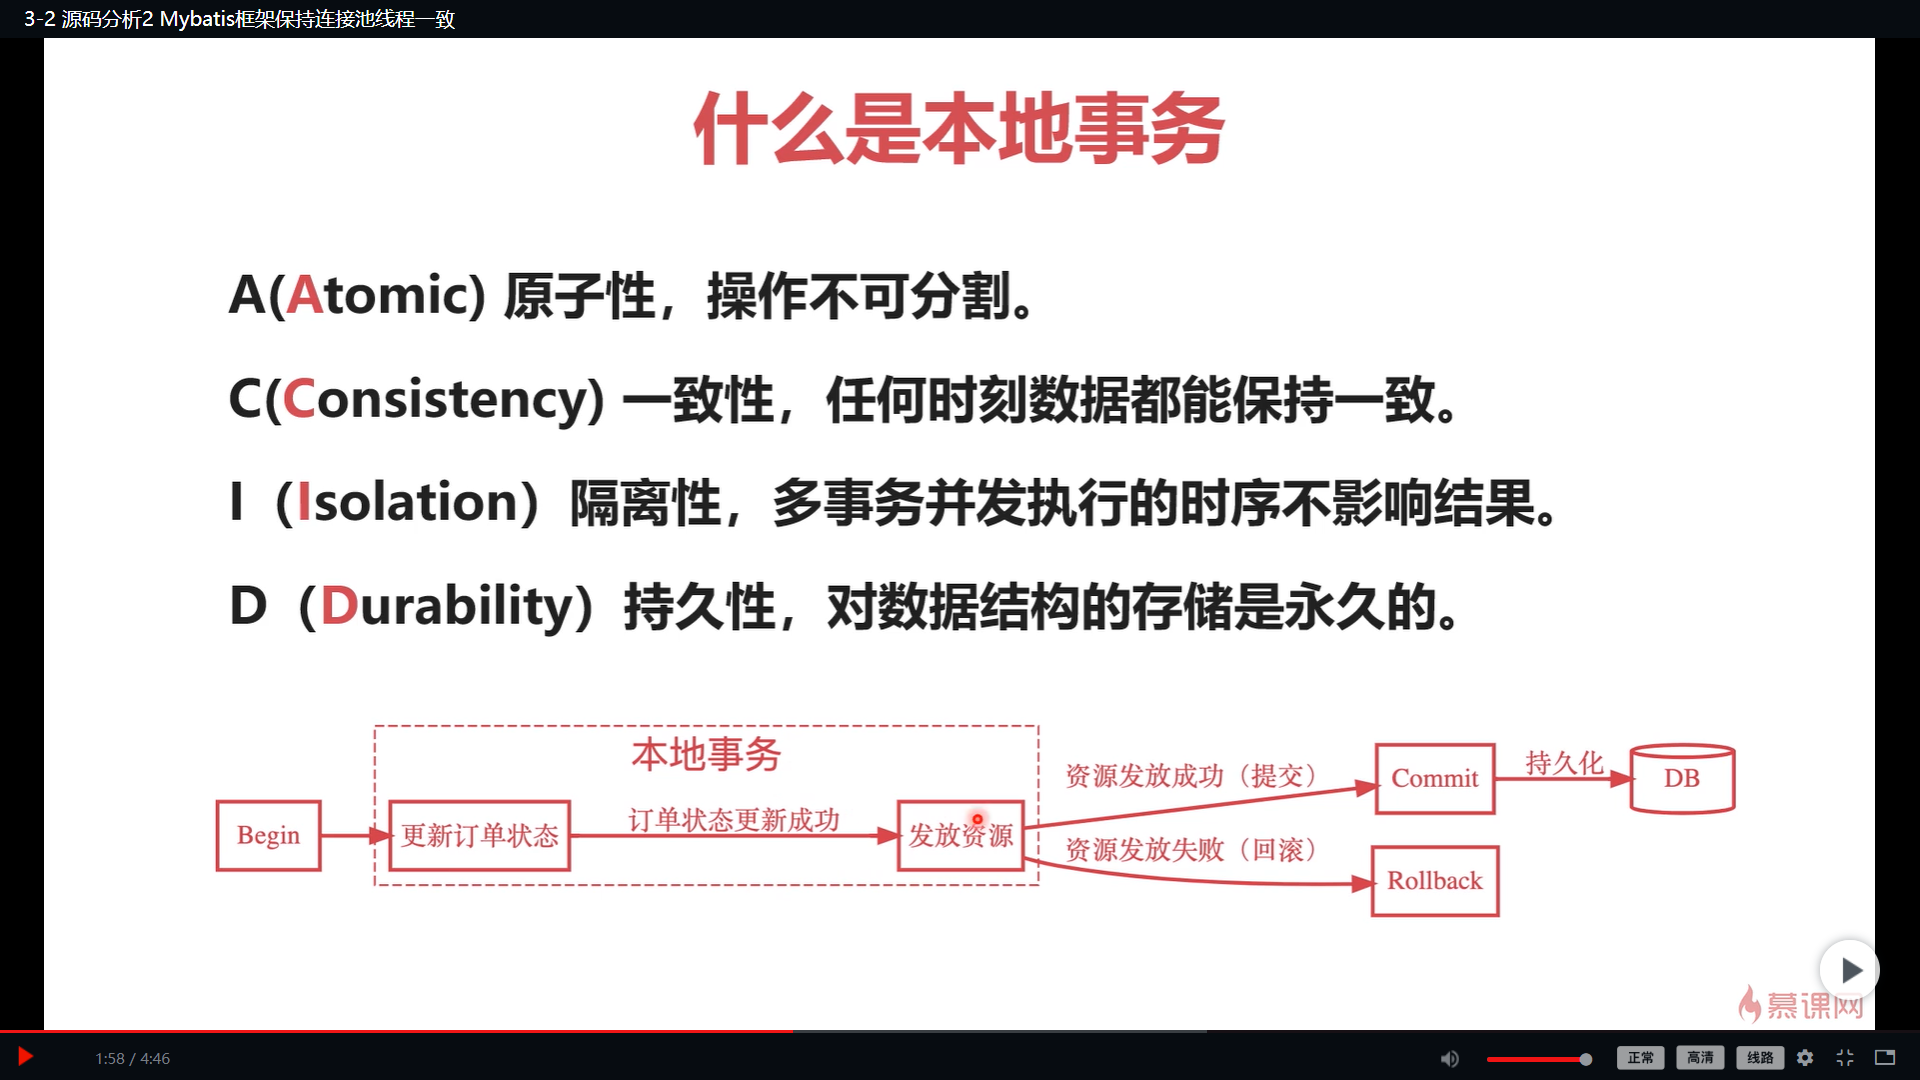 3-2 源码分析2 Mybatis框架保持连接池线程一致
什么是本地事务
A(Atomic) 原子性，操作不可分割。
C(Consistency) 一致性，任何时刻数据都能保持一致。
I（Isolation）隔离性，多事务并发执行的时序不影响结果。
D（Durability）持久性，对数据结构的存储是永久的。
本地事务
Begin
更新订单状态
订单状态更新成功
发放资源
资源发放成功（提交）
Commit
持久化
DB
资源发放失败（回滚）
Rollback
慕课网
1:58 / 4:46
正常
高清
线路